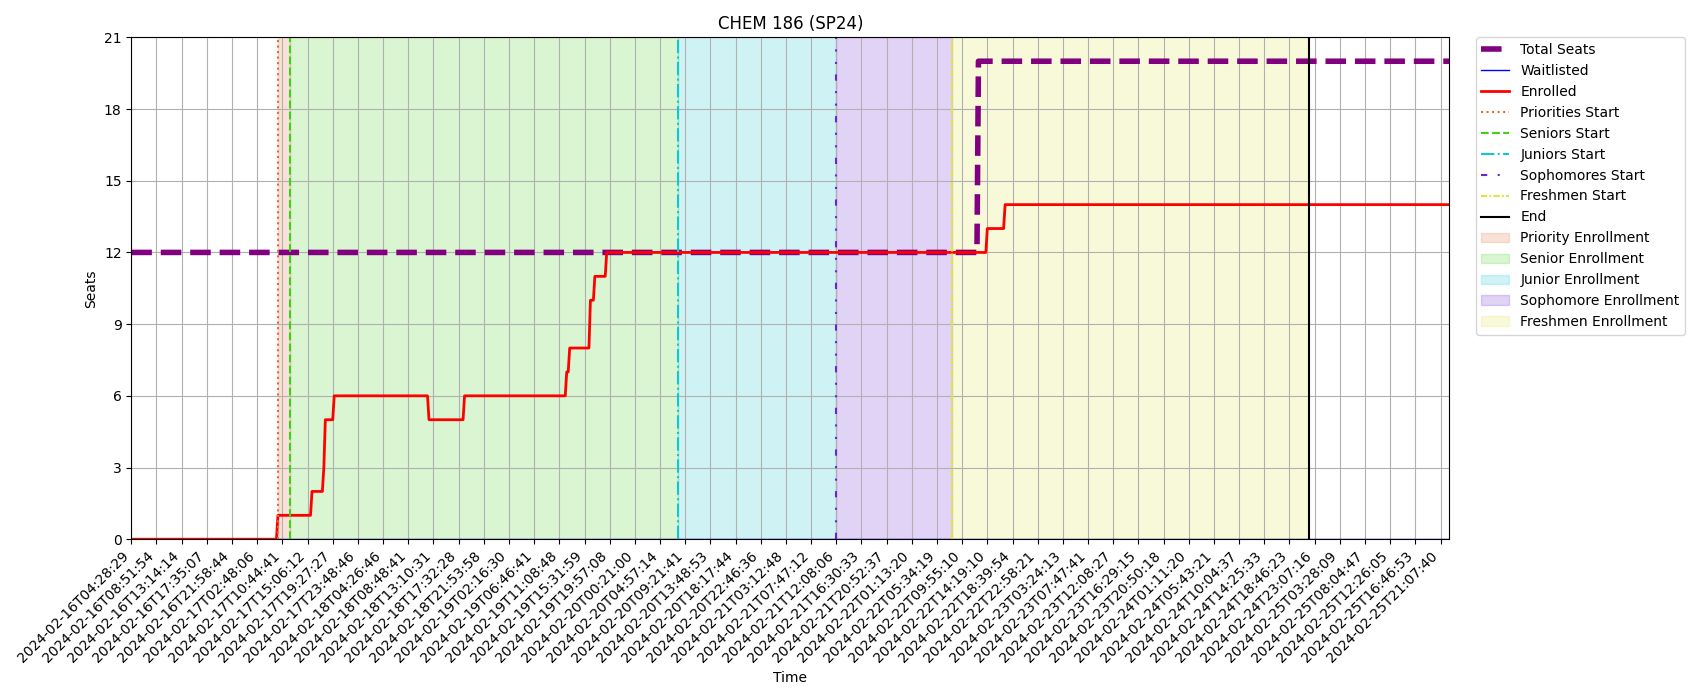 CHEM 186 (SP24)
21
18
15
12
9
6
3
0
Seats
2024-02-16T04:28:29
2024-02-16T08:51:54
2024-02-16T13:14:14
2024-02-16T17:35:07
2024-02-16T21:58:44
2024-02-17T02:48:06
2024-02-17T10:44:41
2024-02-17T15:06:12
2024-02-17T19:27:27
2024-02-17T23:48:46
2024-02-18T04:26:46
2024-02-18T08:48:41
2024-02-18T13:10:31
2024-02-18T17:32:28
2024-02-18T21:53:58
2024-02-19T02:16:30
2024-02-19T06:46:41
2024-02-19T11:08:48
2024-02-19T15:31:59
2024-02-19T19:57:08
2024-02-20T00:21:00
2024-02-20T04:57:14
2024-02-20T09:21:41
2024-02-20T13:48:53
2024-02-20T18:17:44
2024-02-20T22:46:36
2024-02-21T03:12:48
2024-02-21T07:47:12
2024-02-21T12:08:06
2024-02-21T16:30:33
2024-02-21T20:52:37
2024-02-22T01:13:20
2024-02-22T05:34:19
2024-02-22T09:55:10
2024-02-22T14:19:10
2024-02-22T18:39:54
2024-02-22T22:58:21
2024-02-23T03:24:13
2024-02-23T07:47:41
2024-02-23T12:08:27
2024-02-23T16:29:15
2024-02-23T20:50:18
2024-02-24T01:11:20
2024-02-24T05:43:21
2024-02-24T10:04:37
2024-02-24T14:25:33
2024-02-24T18:46:23
2024-02-24T23:07:16
2024-02-25T03:28:09
2024-02-25T08:04:47
2024-02-25T12:26:05
2024-02-25T16:46:53
2024-02-25T21:07:40
Time
Total Seats
Waitlisted
Enrolled
Priorities Start
Seniors Start
Juniors Start
Sophomores Start
Freshmen Start
End
Priority Enrollment
Senior Enrollment
Junior Enrollment
Sophomore Enrollment
Freshmen Enrollment